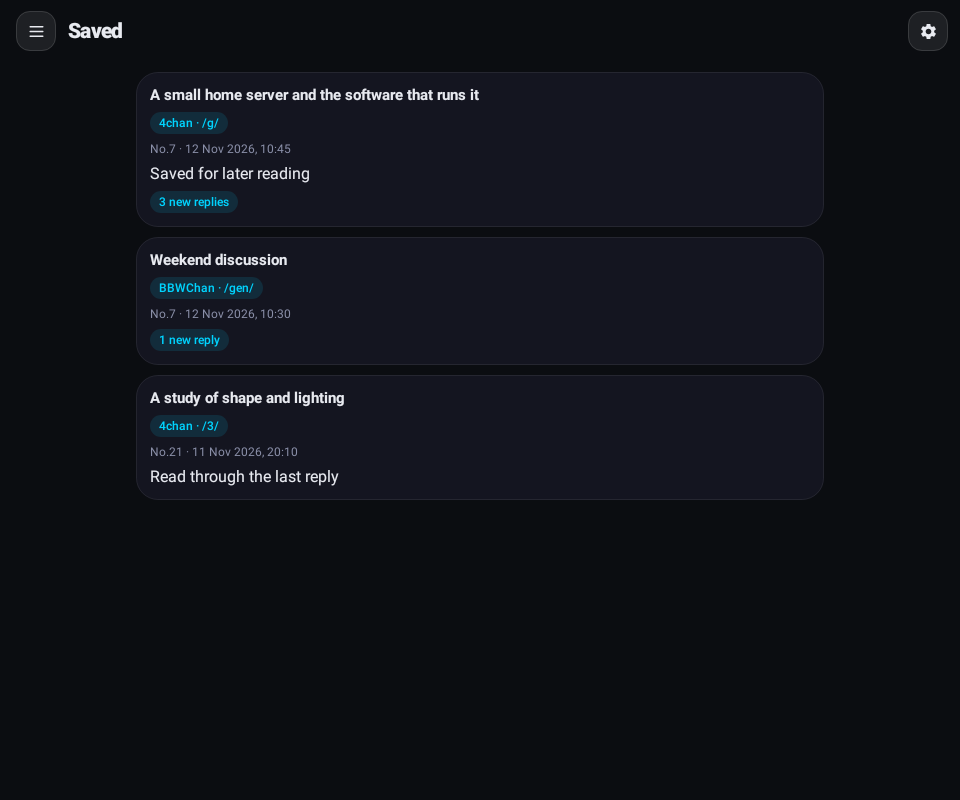 Saved
A small home server and the software that runs it
4chan · /g/
No.7 · 12 Nov 2026, 10:45
Saved for later reading
3 new replies
Weekend discussion
BBWChan · /gen/
No.7 · 12 Nov 2026, 10:30
1 new reply
A study of shape and lighting
4chan · /3/
No.21 · 11 Nov 2026, 20:10
Read through the last reply